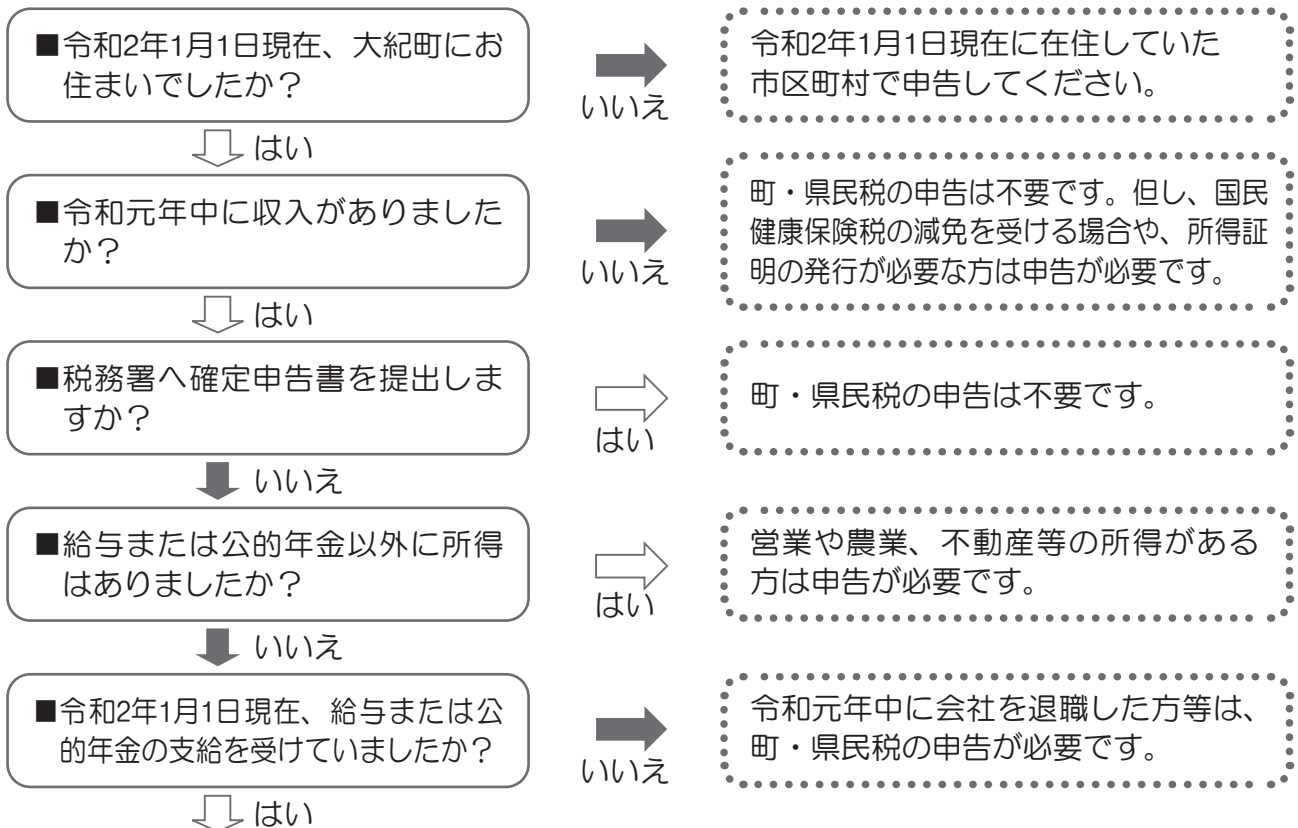 ■令和2年1月1日現在、大紀町にお
住まいでしたか？
いいえ
令和2年1月1日現在に在住していた
市区町村で申告してください。
はい
■令和元年中に収入がありました
か？
いいえ
町・県民税の申告は不要です。但し、国民
健康保険税の減免を受ける場合や、所得証
明の発行が必要な方は申告が必要です。
はい
■税務署へ確定申告書を提出しま
すか？
はい
町・県民税の申告は不要です。
いいえ
■給与または公的年金以外に所得
はありましたか？
はい
営業や農業、不動産等の所得がある
方は申告が必要です。
いいえ
■令和2年1月1日現在、給与または公
的年金の支給を受けていましたか？
いいえ
令和元年中に会社を退職した方等は、
町・県民税の申告が必要です。
はい